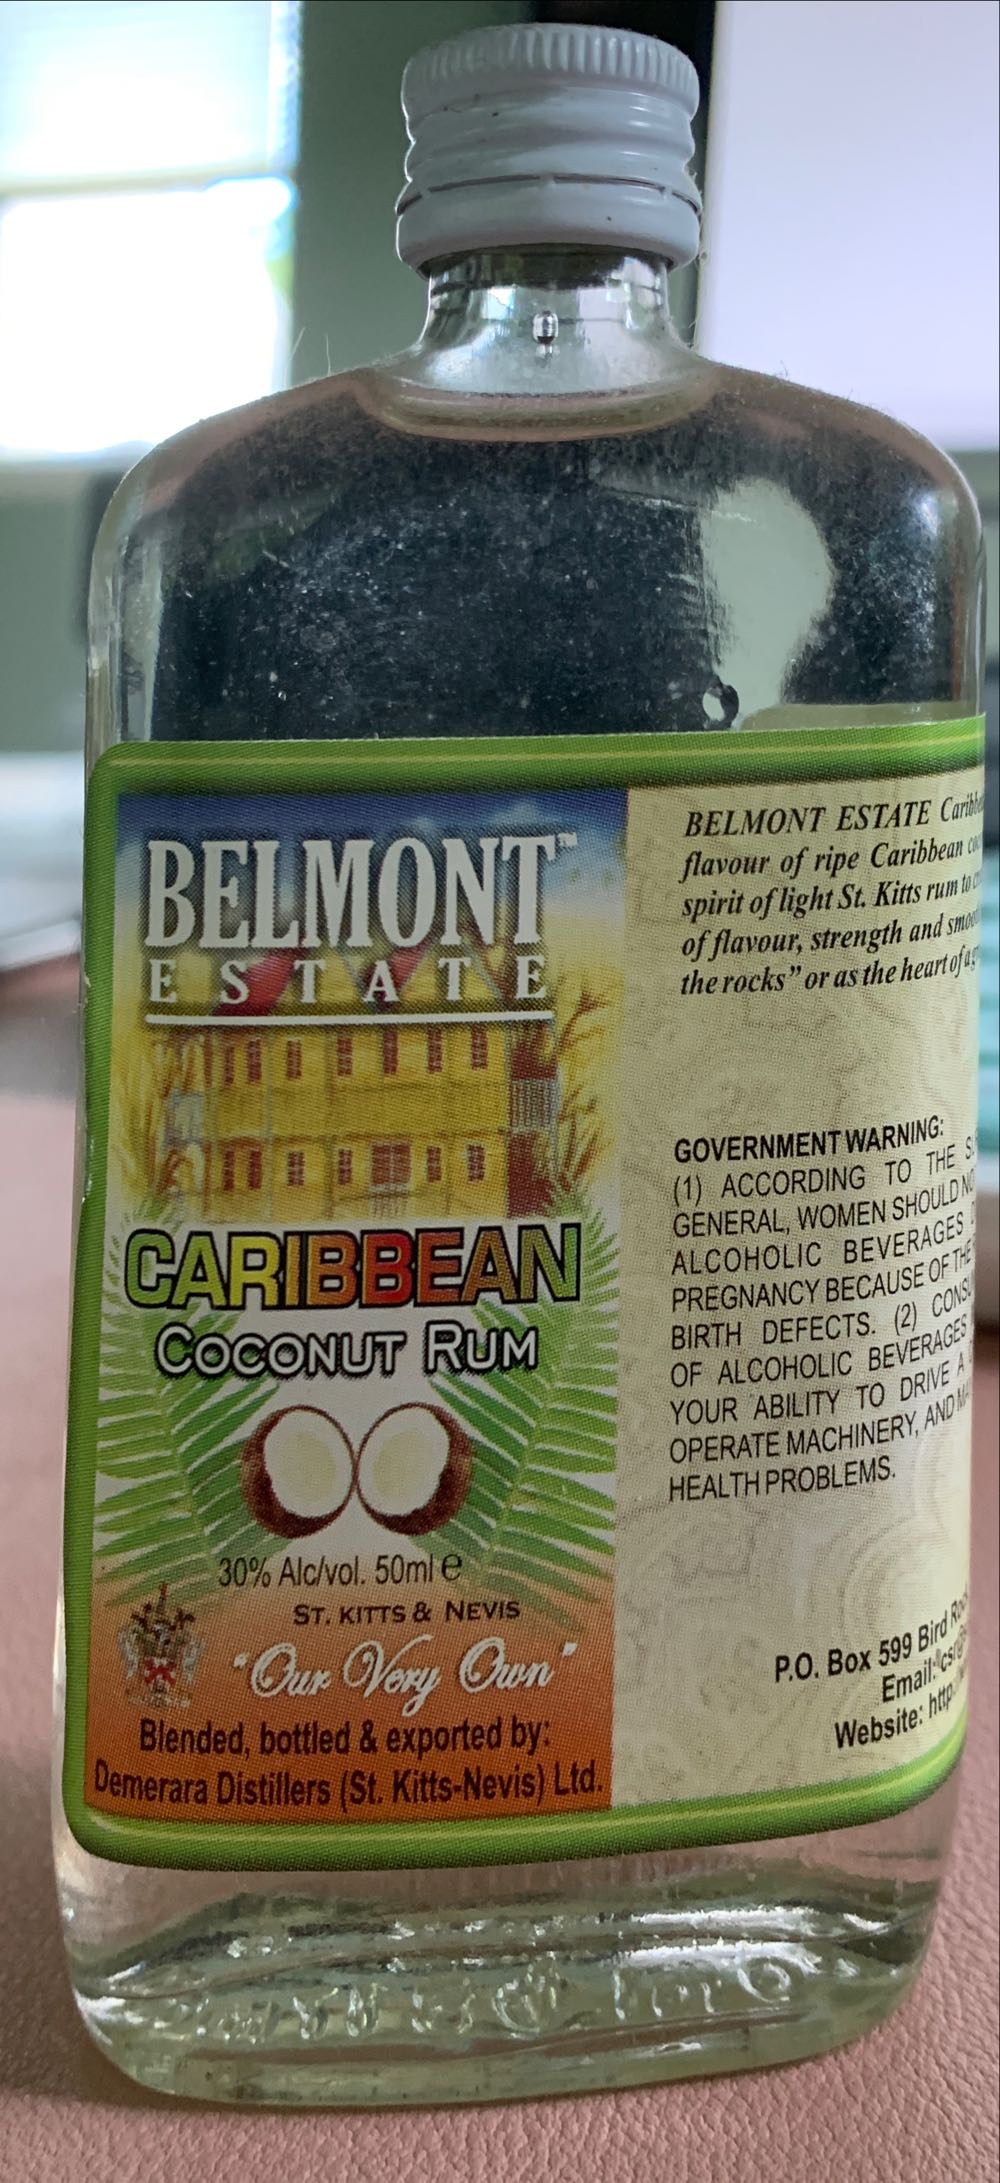 BELMONT™
ESTATE
CARIBBEAN
COCONUT RUM
30% Alc/vol. 50ml ℮
ST. KITTS & NEVIS
"Our Very Own"
Blended, bottled & exported by:
Demerara Distillers (St. Kitts-Nevis) Ltd.
BELMONT ESTATE
flavour of ripe Caribbean
spirit of light St. Kitts rum to
of flavour, strength and
the rocks" or as the heart of a
GOVERNMENT WARNING:
(1) ACCORDING TO THE
GENERAL, WOMEN SHOULD
ALCOHOLIC BEVERAGES
PREGNANCY BECAUSE OF THE
BIRTH DEFECTS. (2)
OF ALCOHOLIC BEVERAGES
YOUR ABILITY TO DRIVE A
OPERATE MACHINERY, AND
HEALTH PROBLEMS.
P.O. Box 599 Bird
Email:
Website: